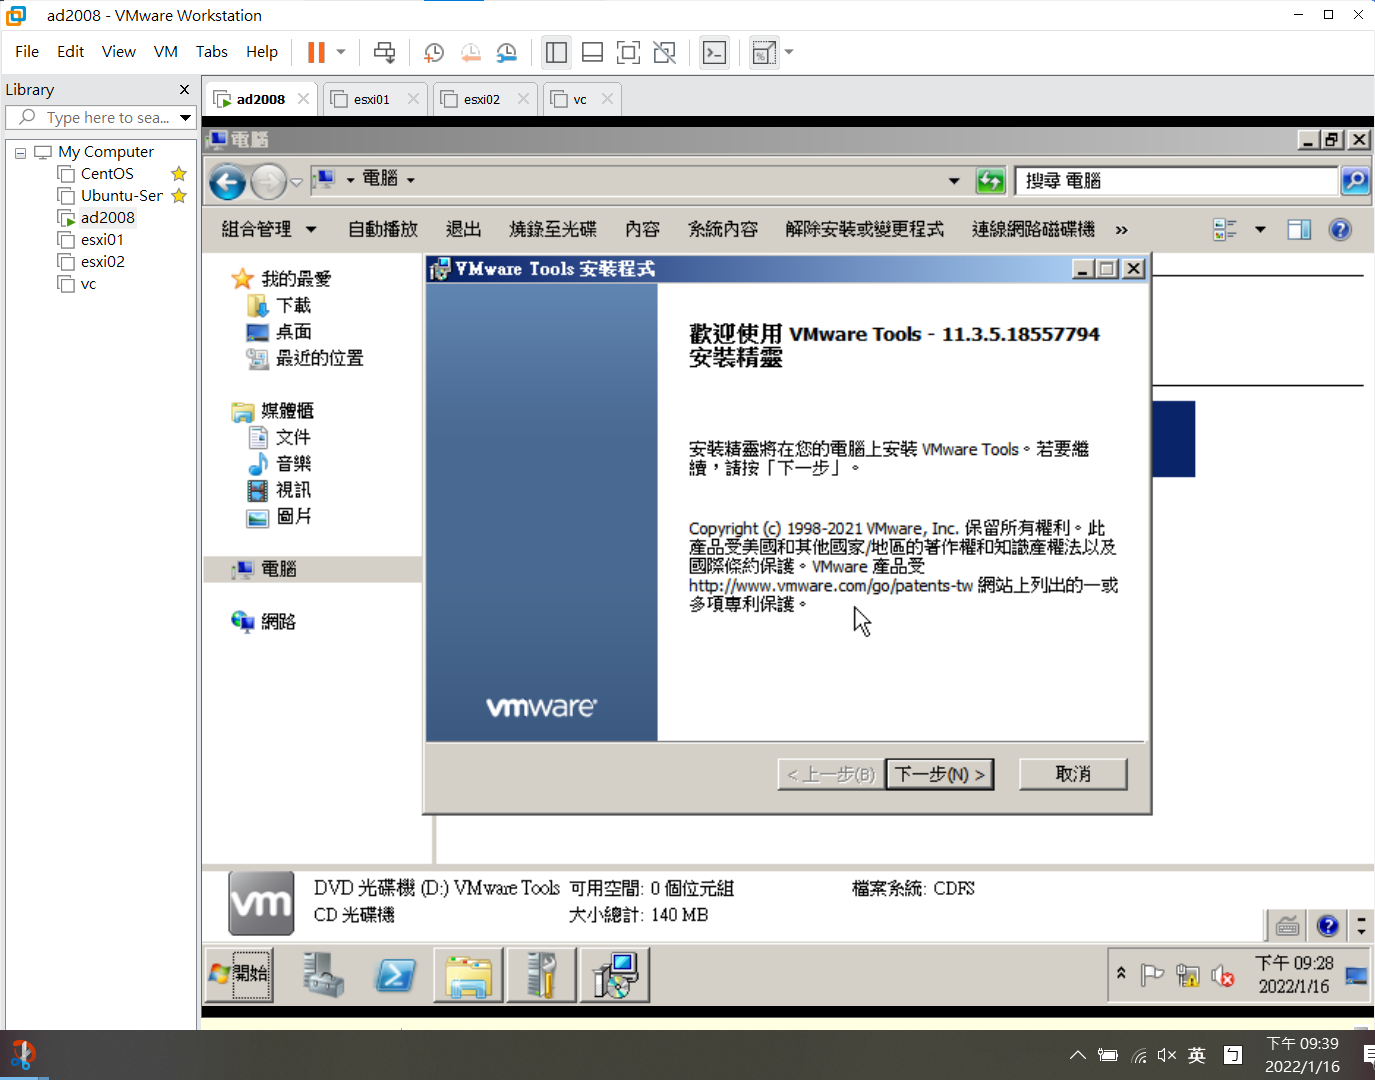 ad2008 - VMware Workstation
File Edit View VM Tabs Help
Library
Type here to sea...
My Computer
CentOS
Ubuntu-Ser
ad2008
esxi01
esxi02
vc
ad2008 esxi01 esxi02 vc
電腦
電腦
搜尋 電腦
組合管理 自動播放 退出 燒錄至光碟 內容 系統內容 解除安裝或變更程式 連線網路磁碟機 »
我的最愛
下載
桌面
最近的位置
媒體櫃
文件
音樂
視訊
圖片
電腦
網路
VMware Tools 安裝程式
歡迎使用 VMware Tools - 11.3.5.18557794
安裝精靈
安裝精靈將在您的電腦上安裝 VMware Tools。若要繼
續，請按「下一步」。
Copyright (c) 1998-2021 VMware, Inc. 保留所有權利。此
產品受美國和其他國家/地區的著作權和知識產權法以及
國際條約保護。VMware 產品受
http://www.vmware.com/go/patents-tw 網站上列出的一或
多項專利保護。
vmware
< 上一步(B) 下一步(N) > 取消
vm
DVD 光碟機 (D:) VMware Tools 可用空間: 0 個位元組 檔案系統: CDFS
CD 光碟機 大小總計: 140 MB
開始
下午 09:28
2022/1/16
英
下午 09:39
2022/1/16